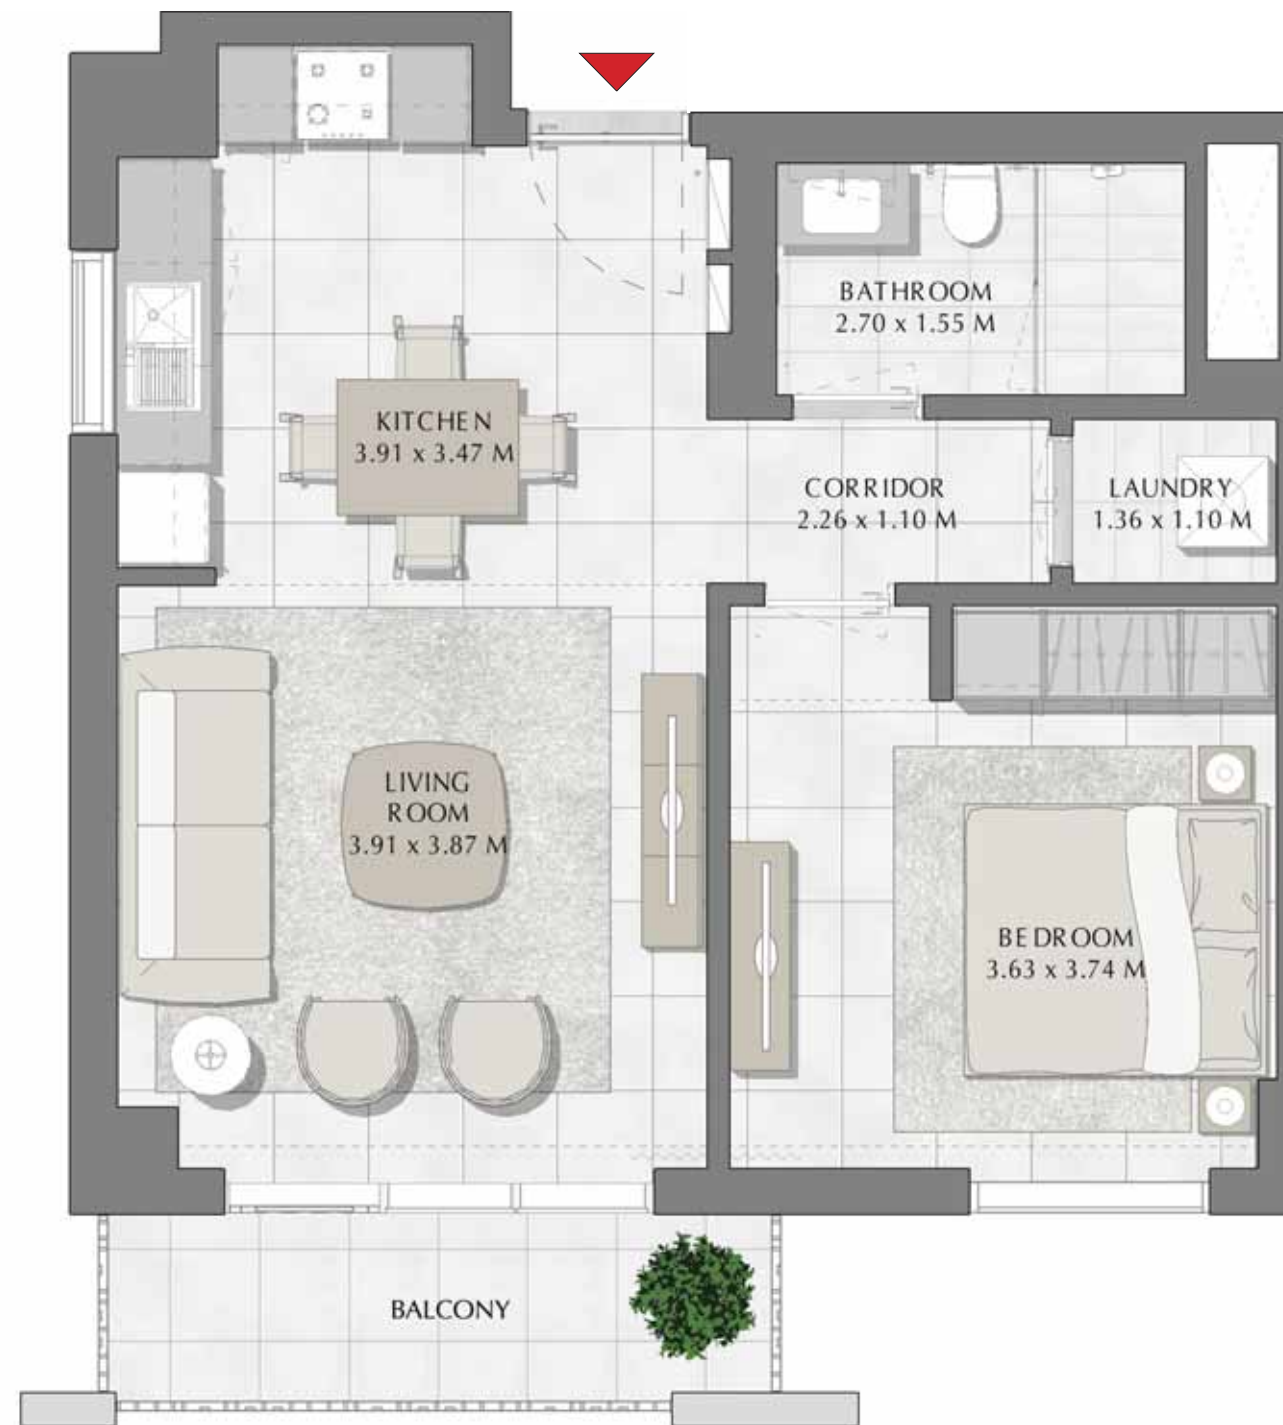 BATHROOM
2.70 x 1.55 M
KITCHEN
3.91 x 3.47 M
CORRIDOR
2.26 x 1.10 M
LAUNDRY
1.36 x 1.10 M
LIVING
ROOM
3.91 x 3.87 M
BEDROOM
3.63 x 3.74 M
BALCONY